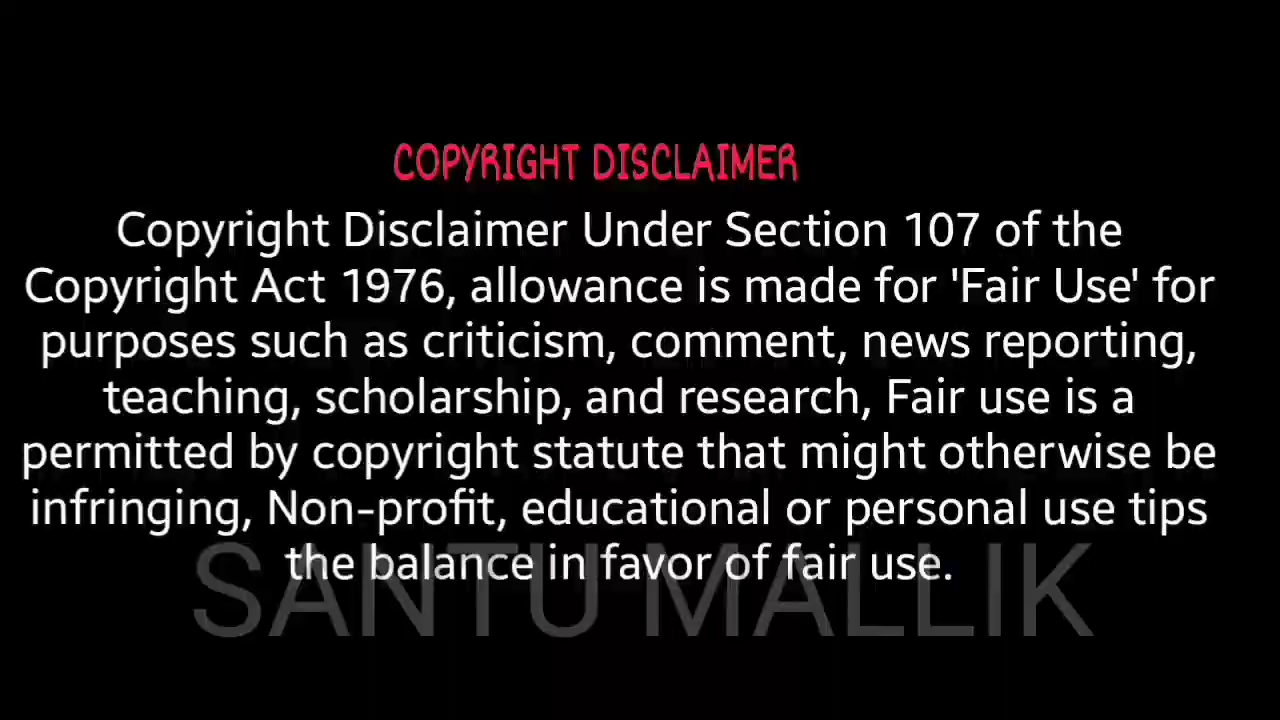 COPYRIGHT DISCLAIMER
Copyright Disclaimer Under Section 107 of the
Copyright Act 1976, allowance is made for 'Fair Use' for
purposes such as criticism, comment, news reporting,
teaching, scholarship, and research, Fair use is a
permitted by copyright statute that might otherwise be
infringing, Non-profit, educational or personal use tips
the balance in favor of fair use.
SANTU MALLIK